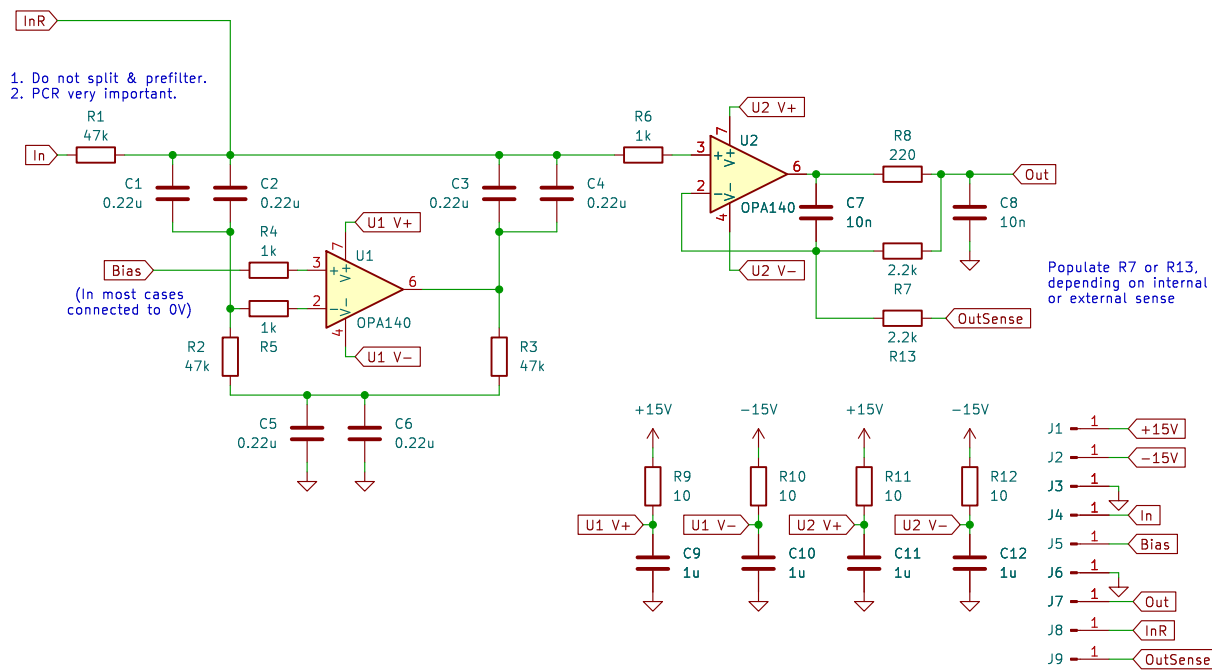 InR
1. Do not split & prefilter.
2. PCR very important.
R1
47k
In
C1
0.22u
C2
0.22u
C3
0.22u
C4
0.22u
R6
1k
U2 V+
7
3
U2
+
V+
6
2
-
V-
4
OPA140
R8
220
Out
C7
10n
C8
10n
2.2k
R7
U2 V-
Populate R7 or R13,
depending on internal
or external sense
OutSense
2.2k
R13
U1 V+
R4
1k
Bias
(In most cases
connected to 0V)
7
3
U1
+
V+
6
2
-
V-
4
OPA140
1k
R5
U1 V-
R2
47k
R3
47k
C5
0.22u
C6
0.22u
+15V
-15V
+15V
-15V
R9
10
R10
10
R11
10
R12
10
U1 V+
U1 V-
U2 V+
U2 V-
C9
1u
C10
1u
C11
1u
C12
1u
J1 1 +15V
J2 1 -15V
J3 1
J4 1 In
J5 1 Bias
J6 1
J7 1 Out
J8 1 InR
J9 1 OutSense